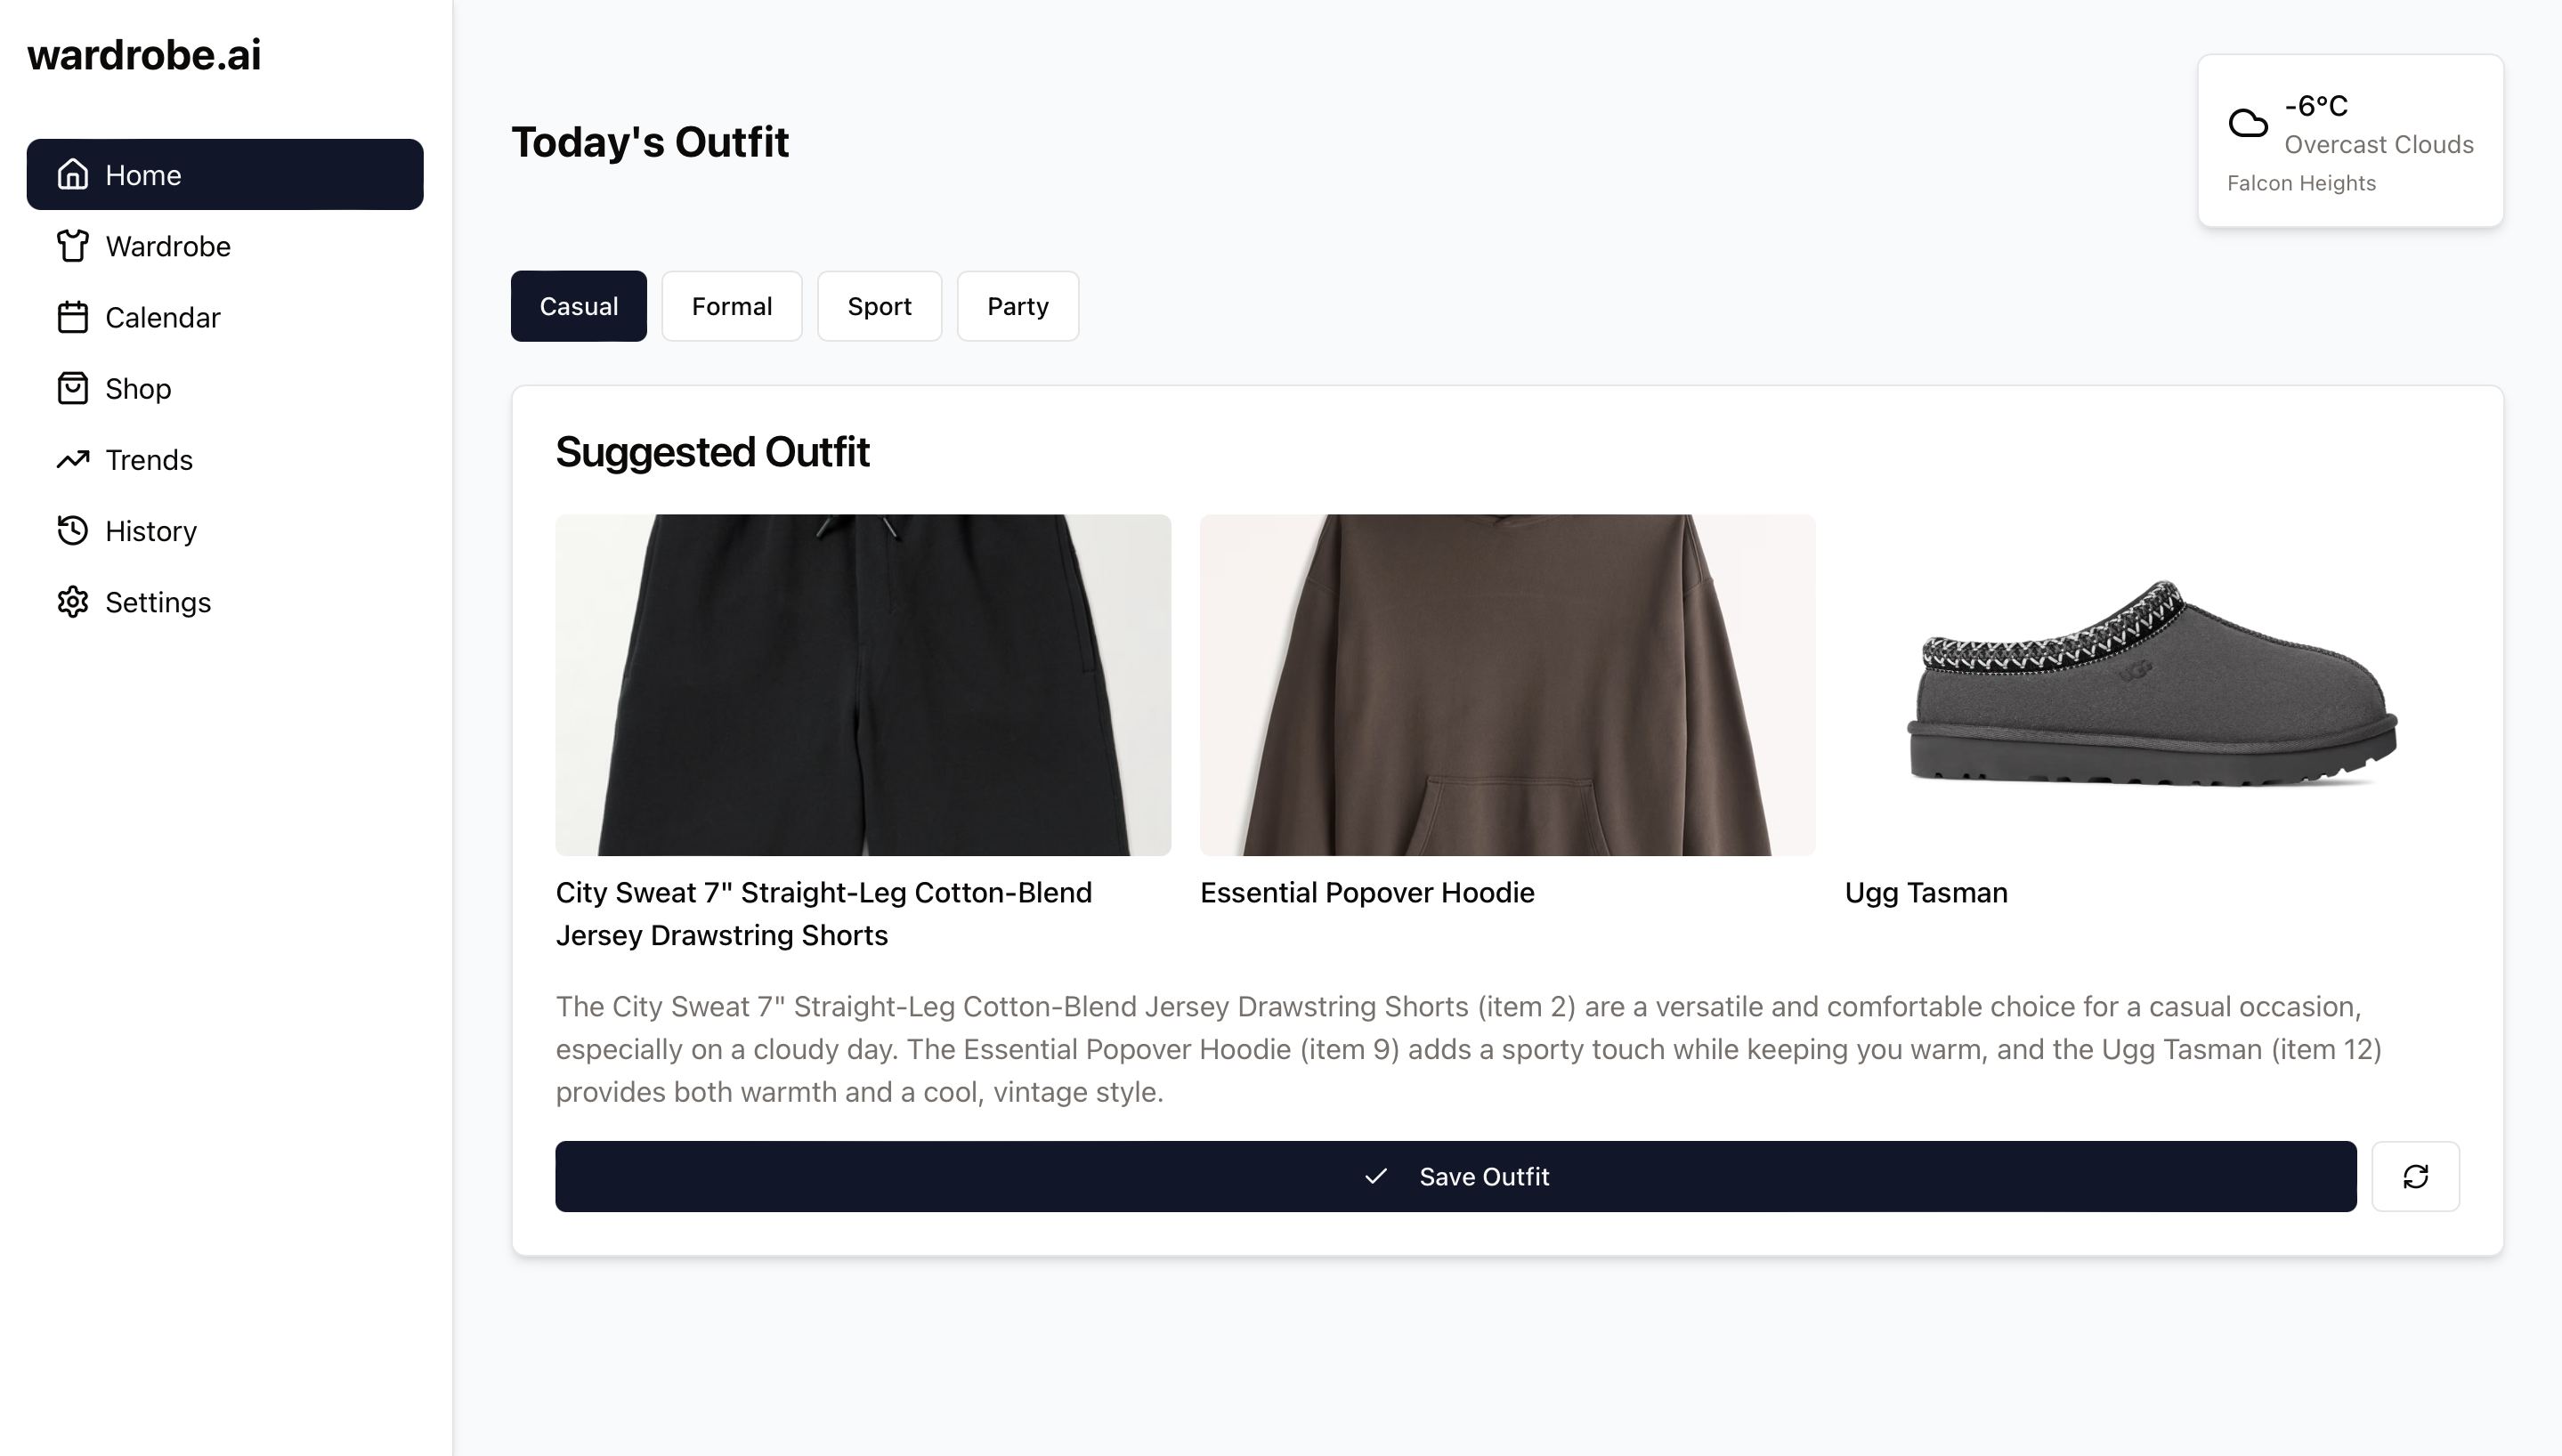 wardrobe.ai
Home
Wardrobe
Calendar
Shop
Trends
History
Settings
Today's Outfit
-6°C
Overcast Clouds
Falcon Heights
Casual
Formal
Sport
Party
Suggested Outfit
UGG
City Sweat 7" Straight-Leg Cotton-Blend
Jersey Drawstring Shorts
Essential Popover Hoodie
Ugg Tasman
The City Sweat 7" Straight-Leg Cotton-Blend Jersey Drawstring Shorts (item 2) are a versatile and comfortable choice for a casual occasion,
especially on a cloudy day. The Essential Popover Hoodie (item 9) adds a sporty touch while keeping you warm, and the Ugg Tasman (item 12)
provides both warmth and a cool, vintage style.
Save Outfit